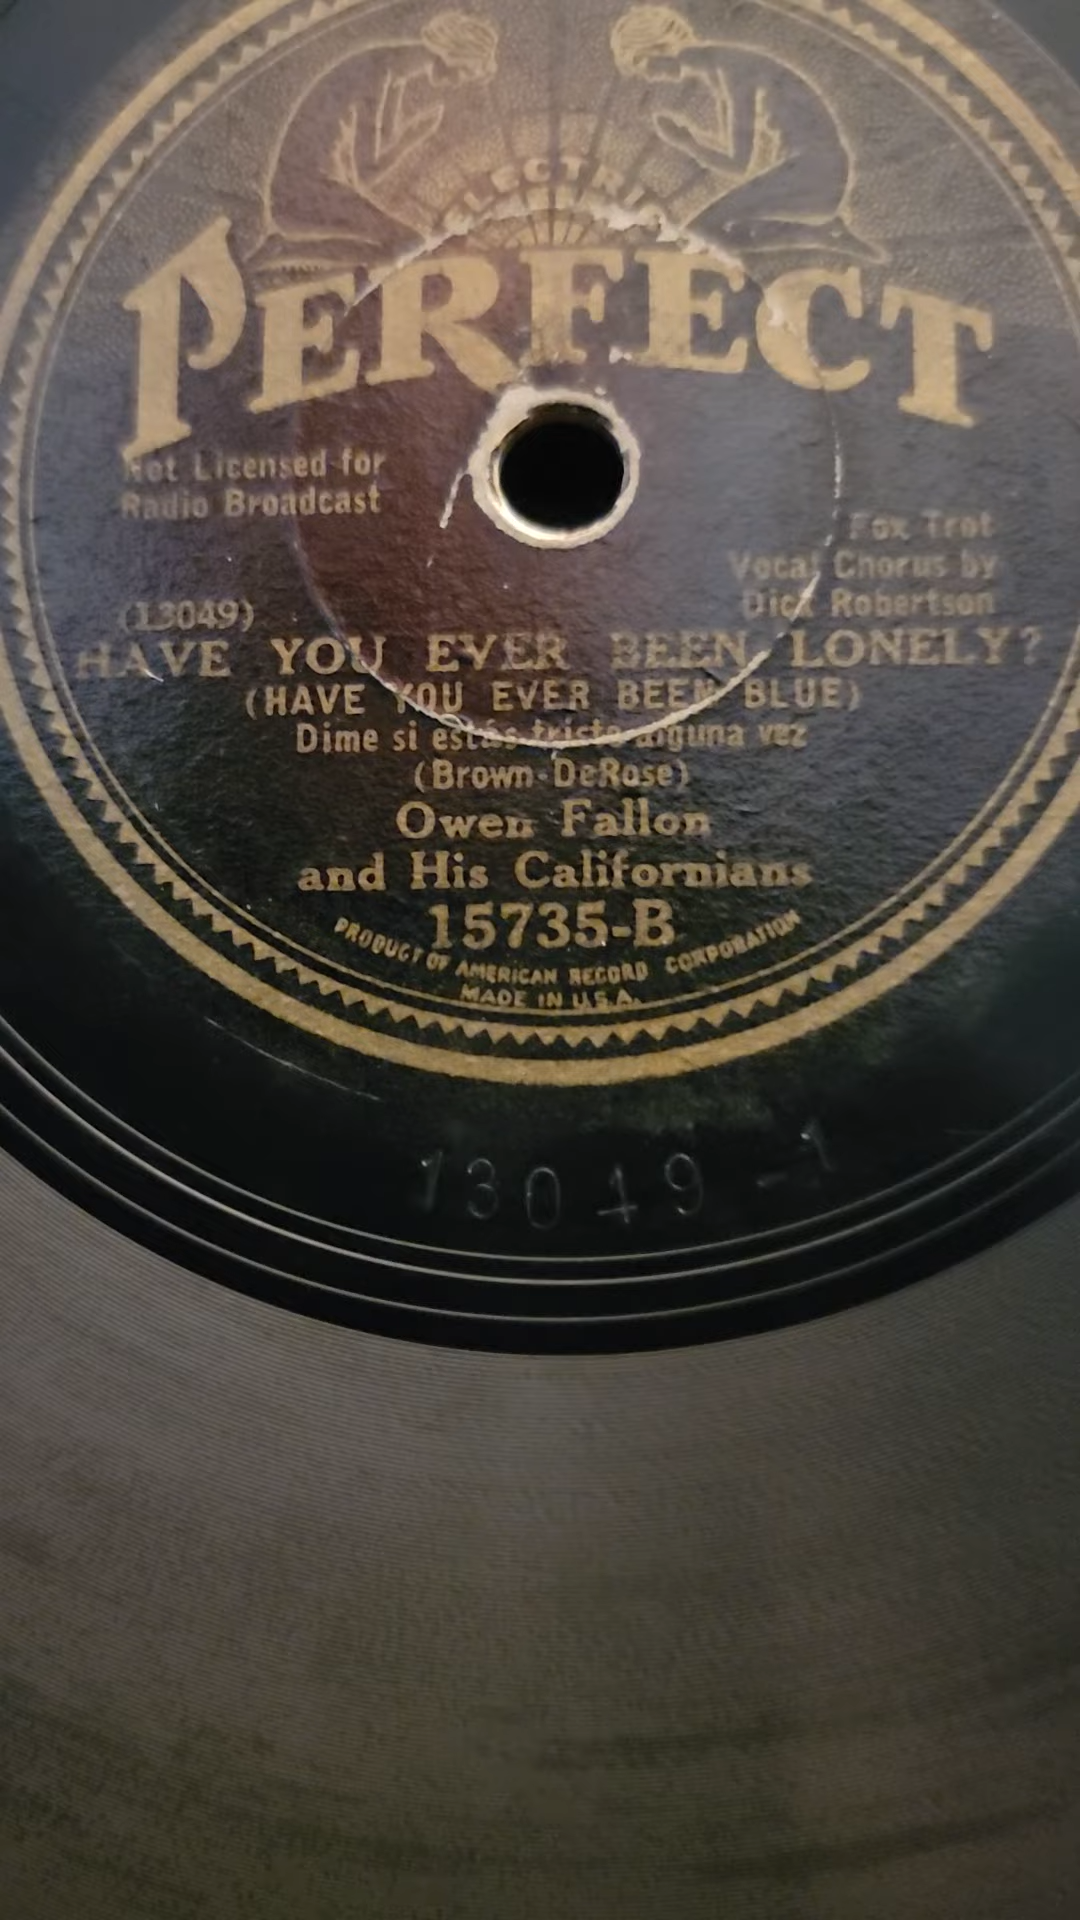 ELECTRIC
PERFECT
Not Licensed for
Radio Broadcast
Fox Trot
Vocal Chorus by
Dick Robertson
(13049)
HAVE YOU EVER BEEN LONELY?
(HAVE YOU EVER BEEN BLUE)
Dime si estás triste alguna vez
(Brown-DeRose)
Owen Fallon
and His Californians
15735-B
PRODUCT OF AMERICAN RECORD CORPORATION
MADE IN U.S.A.
13049-1